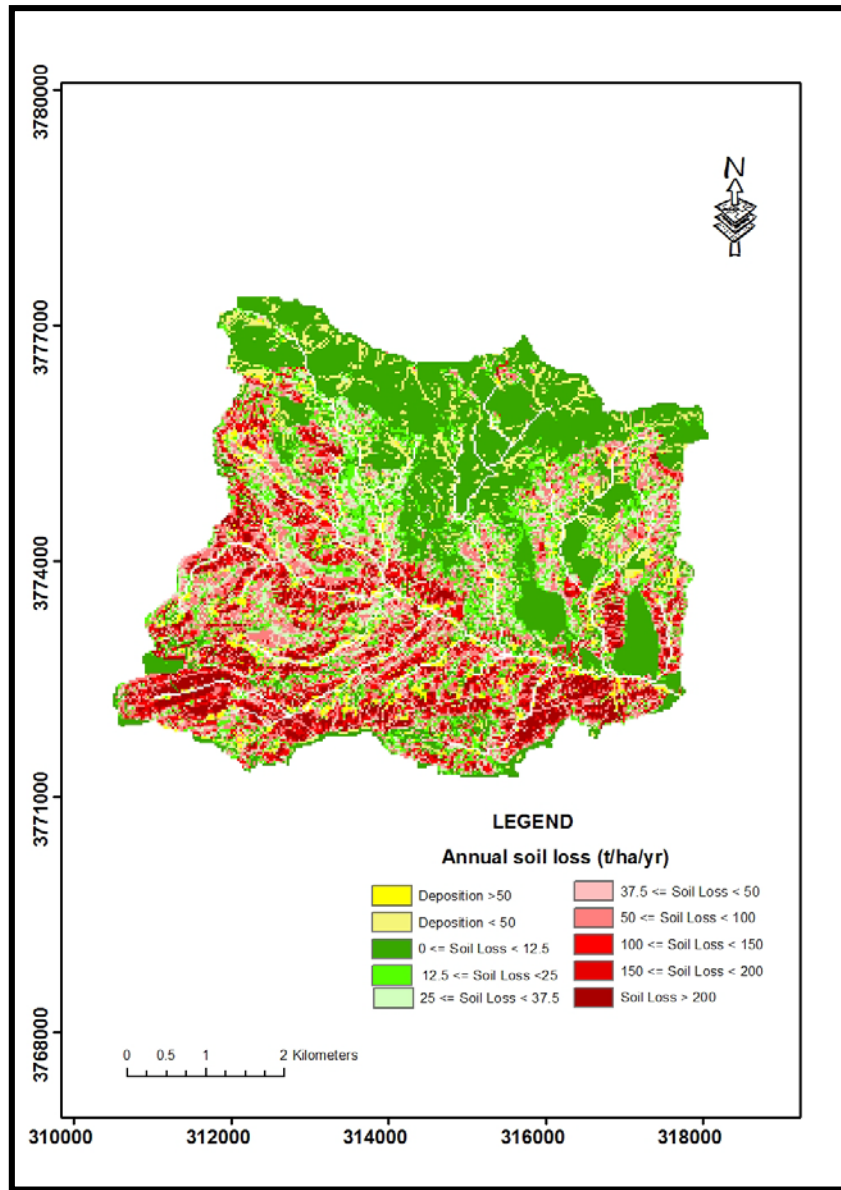 3780000
N
3777000
3774000
3771000
3768000
LEGEND
Annual soil loss (t/ha/yr)
Deposition >50
Deposition < 50
0 <= Soil Loss < 12.5
12.5 <= Soil Loss <25
25 <= Soil Loss < 37.5
37.5 <= Soil Loss < 50
50 <= Soil Loss < 100
100 <= Soil Loss < 150
150 <= Soil Loss < 200
Soil Loss > 200
0 0.5 1 2 Kilometers
310000 312000 314000 316000 318000